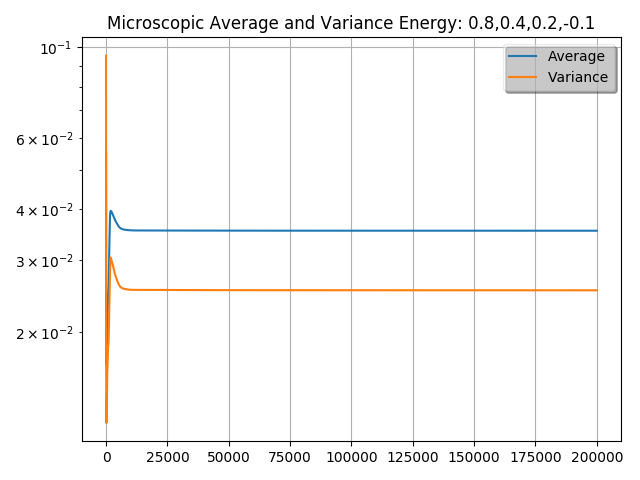 Microscopic Average and Variance Energy: 0.8,0.4,0.2,-0.1
Average
Variance
10⁻¹
6 × 10⁻²
4 × 10⁻²
3 × 10⁻²
2 × 10⁻²
0 25000 50000 75000 100000 125000 150000 175000 200000